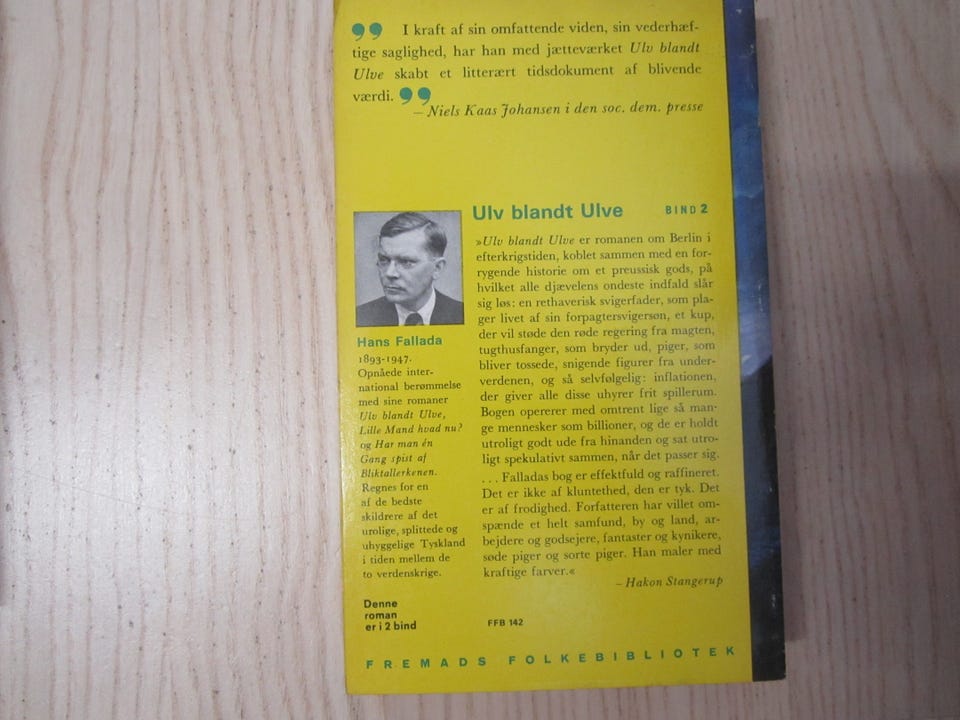 ❟❟ I kraft af sin omfattende viden, sin vederhæf-
tige saglighed, har han med jætteværket Ulv blandt
Ulve skabt et litterært tidsdokument af blivende
værdi. ❟❟
– Niels Kaas Johansen i den soc. dem. presse
Ulv blandt Ulve BIND 2
»Ulv blandt Ulve er romanen om Berlin i
efterkrigstiden, koblet sammen med en for-
rygende historie om et preussisk gods, på
hvilket alle djævelens ondeste indfald slår
sig løs: en rethaverisk svigerfader, som pla-
ger livet af sin forpagtersvigersøn, et kup,
der vil støde den røde regering fra magten,
tugthusfanger, som bryder ud, piger, som
bliver tossede, snigende figurer fra under-
verdenen, og så selvfølgelig: inflationen,
der giver alle disse uhyrer frit spillerum.
Bogen opererer med omtrent lige så man-
ge mennesker som billioner, og de er holdt
utroligt godt ude fra hinanden og sat utro-
ligt spekulativt sammen, når det passer sig.
... Falladas bog er effektfuld og raffineret.
Det er ikke af kluntethed, den er tyk. Det
er af frodighed. Forfatteren har villet om-
spænde et helt samfund, by og land, ar-
bejdere og godsejere, fantaster og kynikere,
søde piger og sorte piger. Han maler med
kraftige farver.«
– Hakon Stangerup
Hans Fallada
1893-1947.
Opnåede inter-
national berømmelse
med sine romaner
Ulv blandt Ulve,
Lille Mand hvad nu?
og Har man én
Gang spist af
Bliktallerkenen.
Regnes for en
af de bedste
skildrere af det
urolige, splittede og
uhyggelige Tyskland
i tiden mellem de
to verdenskrige.
Denne
roman
er i 2 bind
FFB 142
FREMADS FOLKEBIBLIOTEK